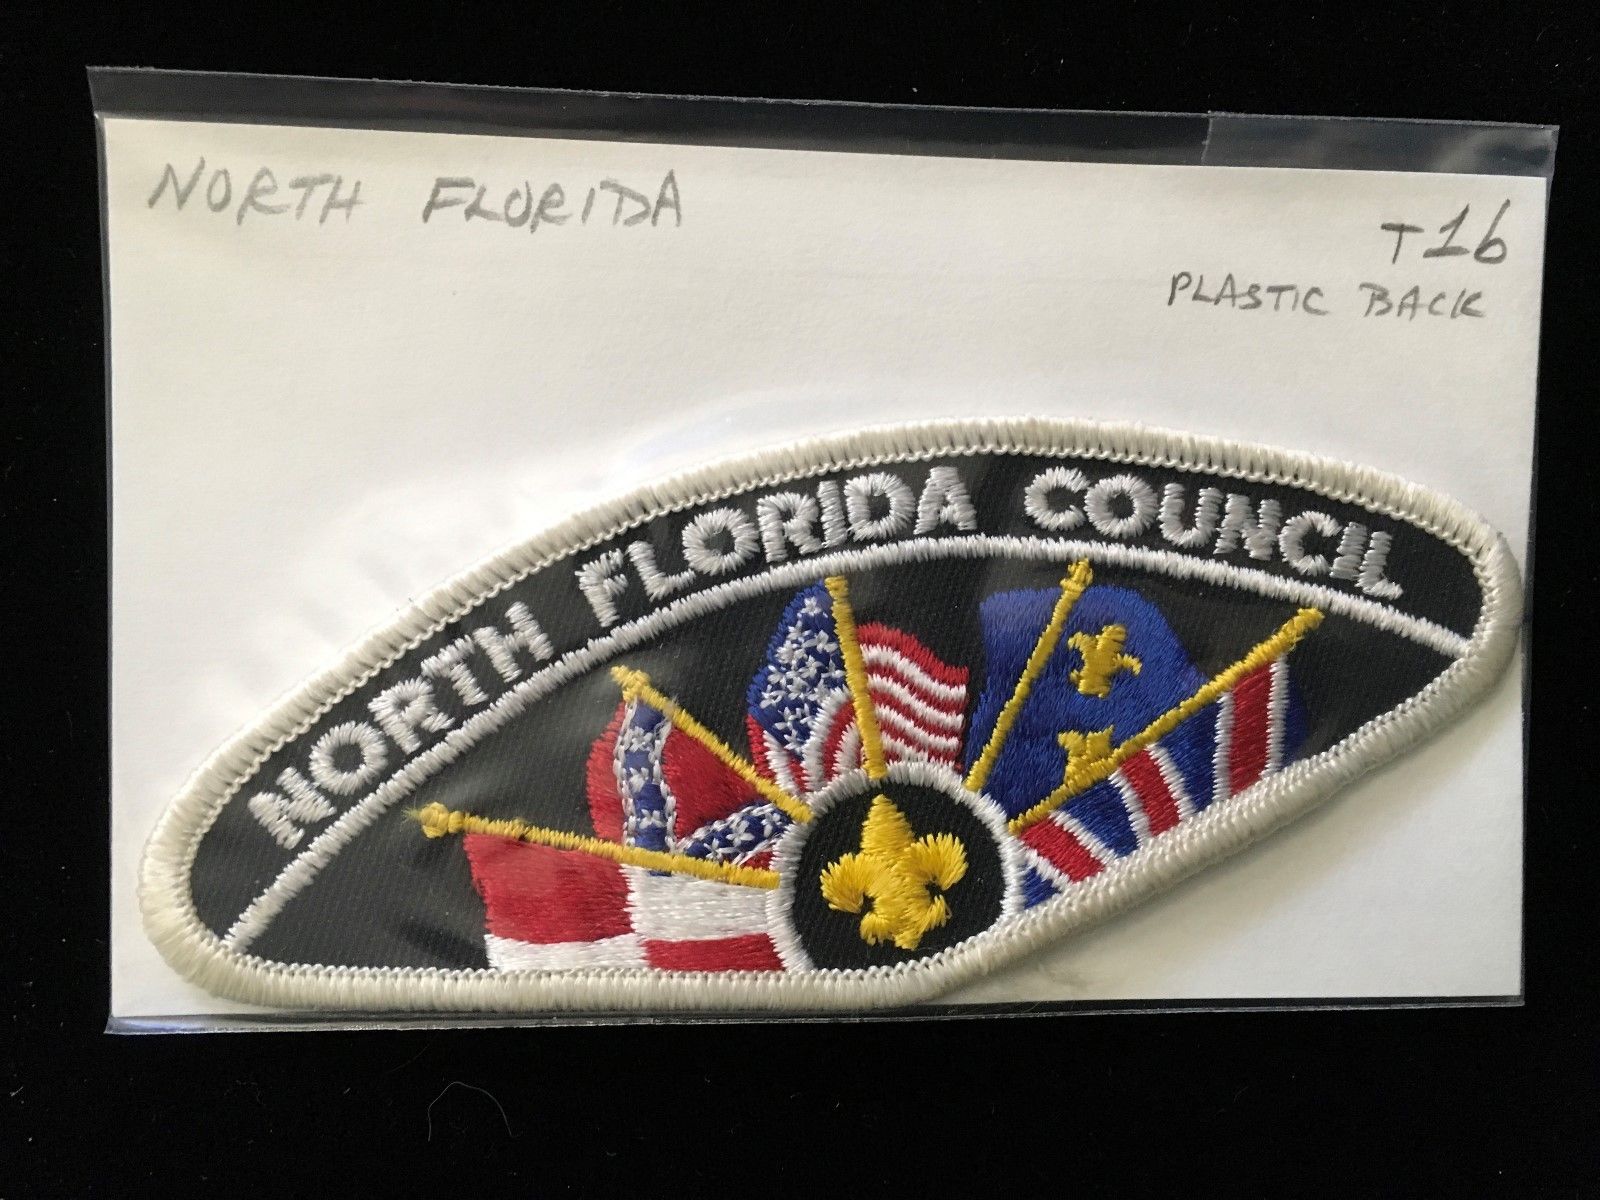 NORTH FLORIDA
T16
PLASTIC BACK
NORTH FLORIDA COUNCIL